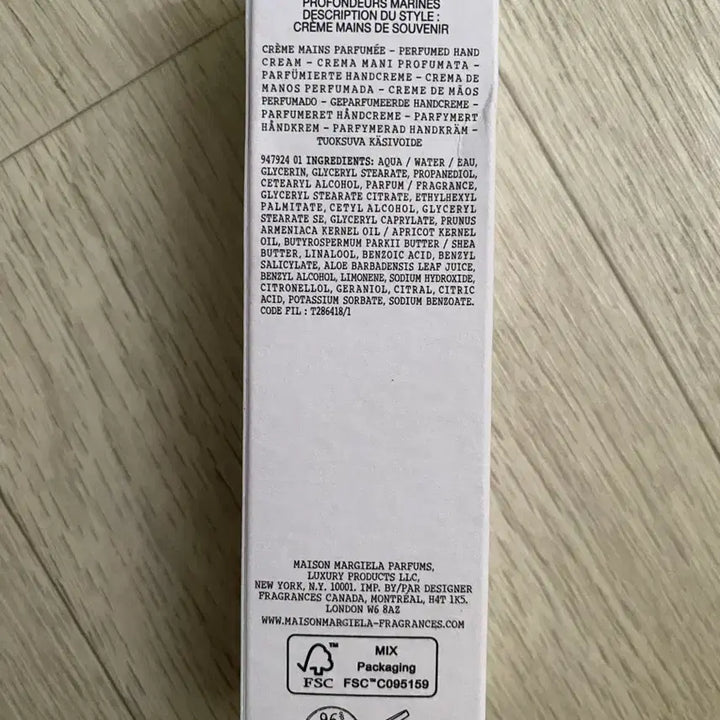 PROFONDEURS MARINES
DESCRIPTION DU STYLE :
CRÈME MAINS DE SOUVENIR
CRÈME MAINS PARFUMÉE – PERFUMED HAND
CREAM – CREMA MANI PROFUMATA –
PARFÜMIERTE HANDCREME – CREMA DE
MANOS PERFUMADA – CREME DE MÃOS
PERFUMADO – GEPARFUMEERDE HANDCREME –
PARFUMERET HÅNDCREME – PARFYMERT
HÅNDKREM – PARFYMERAD HANDKRÄM –
TUOKSUVA KÄSIVOIDE
947924 01 INGREDIENTS: AQUA / WATER / EAU,
GLYCERIN, GLYCERYL STEARATE, PROPANEDIOL,
CETEARYL ALCOHOL, PARFUM / FRAGRANCE,
GLYCERYL STEARATE CITRATE, ETHYLHEXYL
PALMITATE, CETYL ALCOHOL, GLYCERYL
STEARATE SE, GLYCERYL CAPRYLATE, PRUNUS
ARMENIACA KERNEL OIL / APRICOT KERNEL
OIL, BUTYROSPERMUM PARKII BUTTER / SHEA
BUTTER, LINALOOL, BENZOIC ACID, BENZYL
SALICYLATE, ALOE BARBADENSIS LEAF JUICE,
BENZYL ALCOHOL, LIMONENE, SODIUM HYDROXIDE,
CITRONELLOL, GERANIOL, CITRAL, CITRIC
ACID, POTASSIUM SORBATE, SODIUM BENZOATE.
CODE FIL : T286418/1
MAISON MARGIELA PARFUMS,
LUXURY PRODUCTS LLC,
NEW YORK, N.Y. 10001. IMP. BY/PAR DESIGNER
FRAGRANCES CANADA, MONTRÉAL, H4T 1K5.
LONDON W6 8AZ
WWW.MAISONMARGIELA-FRAGRANCES.COM
MIX
Packaging
FSC™ C095159
™
FSC
96%